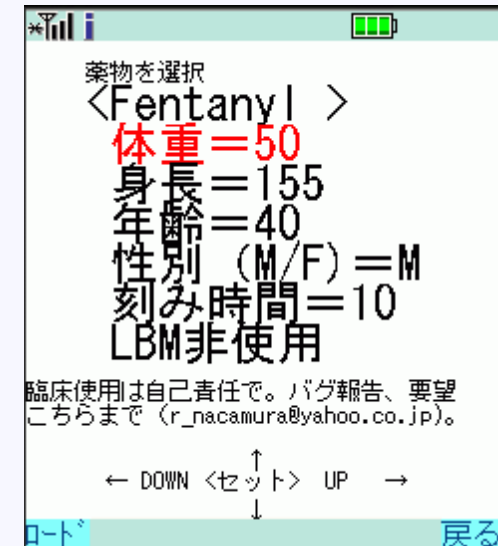 薬物を選択
<Fentanyl >
体重＝50
身長＝155
年齢＝40
性別 (M/F)＝M
刻み時間＝10
LBM非使用
臨床使用は自己責任で。バグ報告、要望
こちらまで（r_nacamura@yahoo.co.jp)。
↑
← DOWN <セット> UP →
↓
ﾛｰﾄﾞ 戻る